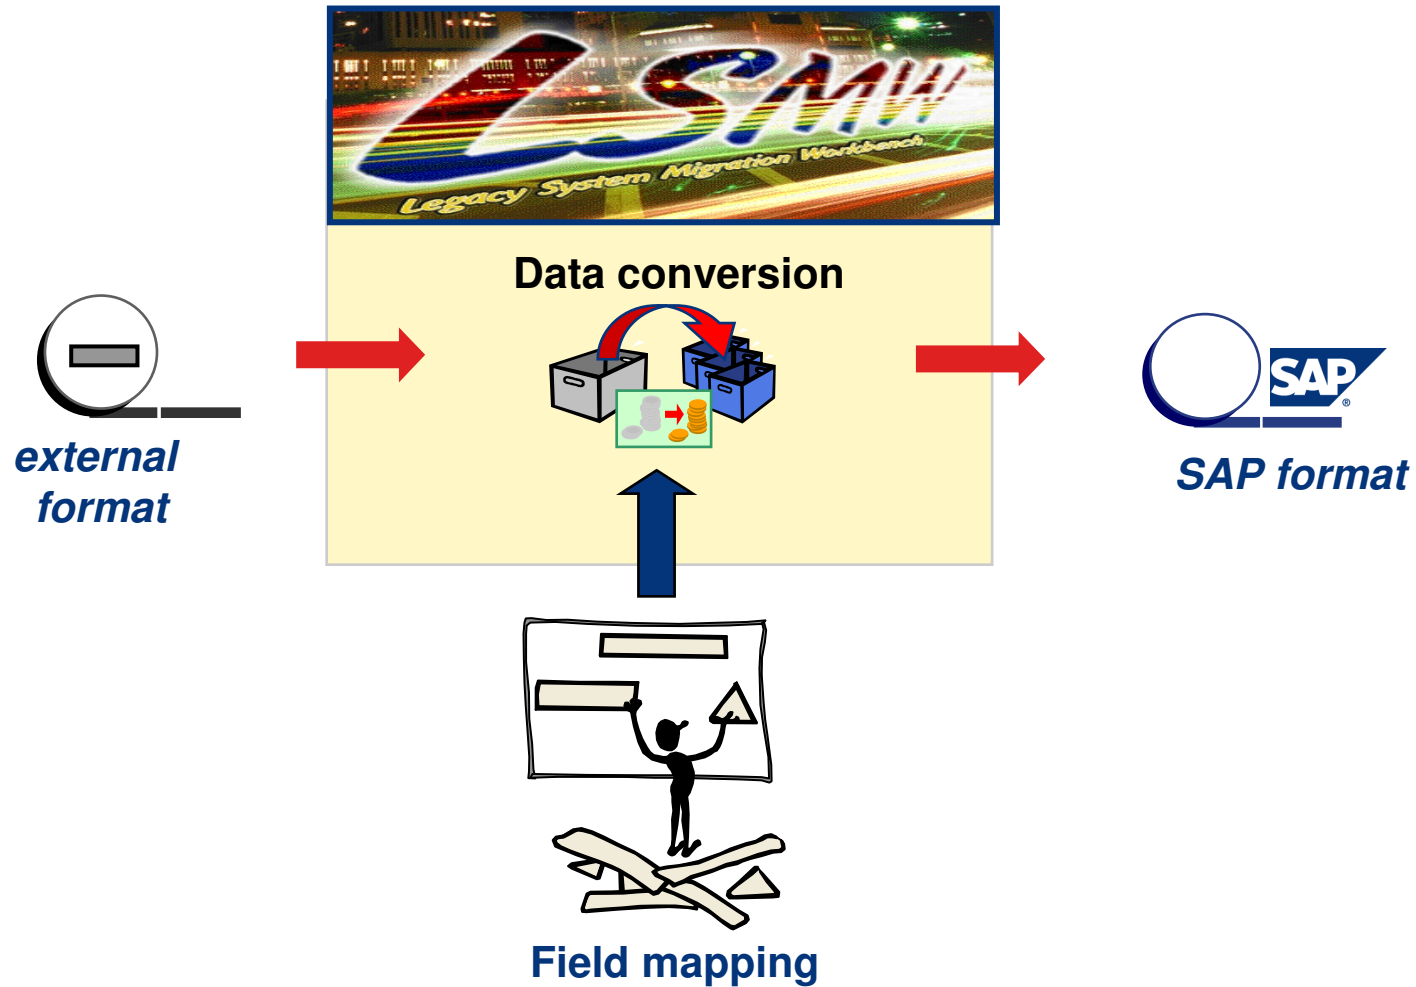 LSMW
Legacy System Migration Workbench
Data conversion
external
format
SAP
®
SAP format
Field mapping